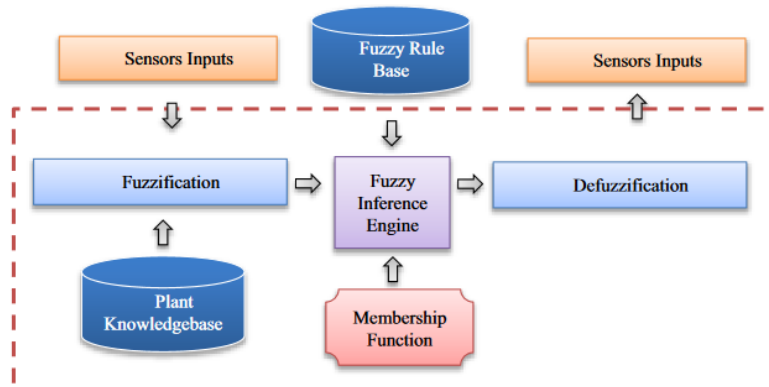 Sensors Inputs
Fuzzy Rule
Base
Sensors Inputs
Fuzzification
Fuzzy
Inference
Engine
Defuzzification
Plant
Knowledgebase
Membership
Function